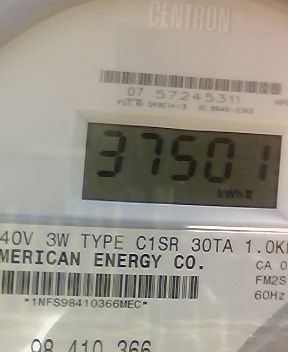 CENTRON®
07 57245311
37501
kWh
40V 3W TYPE C1SR 30TA 1.0K
MERICAN ENERGY CO.
CA 0
FM2S
60Hz
*1NFS98410366MEC*
98 410 366